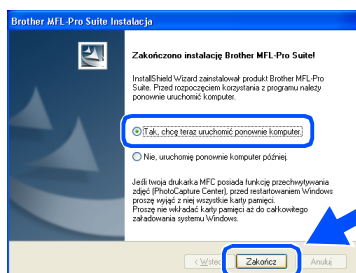 Brother MFL-Pro Suite Instalacja
Zakończono instalację Brother MFL-Pro Suite!
InstallShield Wizard zainstalował produkt Brother MFL-Pro
Suite. Przed rozpoczęciem korzystania z programu należy
ponownie uruchomić komputer.
Tak, chcę teraz uruchomić ponownie komputer.
Nie, uruchomię ponownie komputer później.
Jeśli twoja drukarka MFC posiada funkcję przechwytywania
zdjęć (PhotoCapture Center), przed restartowaniem Windows
proszę wyjąć z niej wszystkie karty pamięci.
Proszę nie wkładać karty pamięci aż do całkowitego
załadowania systemu Windows.
< Wstecz Zakończ Anuluj